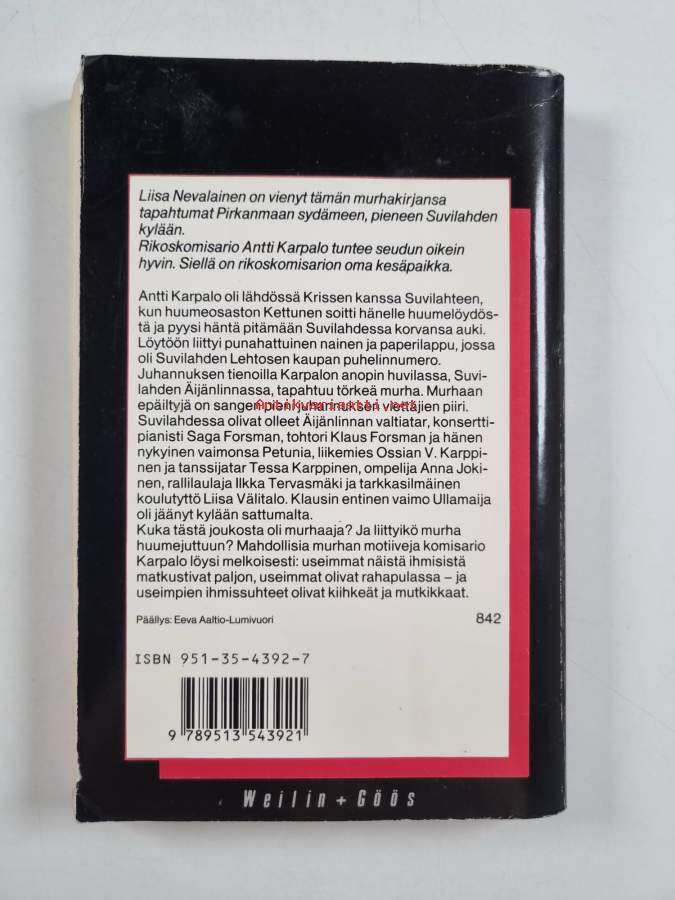 Liisa Nevalainen on vienyt tämän murhakirjansa
tapahtumat Pirkanmaan sydämeen, pieneen Suvilahden
kylään.
Rikoskomisario Antti Karpalo tuntee seudun oikein
hyvin. Siellä on rikoskomisarion oma kesäpaikka.
Antti Karpalo oli lähdössä Krissen kanssa Suvilahteen,
kun huumeosaston Kettunen soitti hänelle huumelöydös-
tä ja pyysi häntä pitämään Suvilahdessa korvansa auki.
Löytöön liittyi punahattuinen nainen ja paperilappu, jossa
oli Suvilahden Lehtosen kaupan puhelinnumero.
Juhannuksen tienoilla Karpalon anopin huvilassa, Suvi-
lahden Äijänlinnassa, tapahtuu törkeä murha. Murhaan
epäiltyjä on sangen pieni juhannuksen viettäjien piiri.
Antikvariaatti.net
Suvilahdessa olivat olleet Äijänlinnan valtiatar, konsertti-
pianisti Saga Forsman, tohtori Klaus Forsman ja hänen
nykyinen vaimonsa Petunia, liikemies Ossian V. Karppi-
nen ja tanssijatar Tessa Karppinen, ompelija Anna Joki-
nen, rallilaulaja Ilkka Tervasmäki ja tarkkasilmäinen
koulutyttö Liisa Välitalo. Klausin entinen vaimo Ullamaija
oli jäänyt kylään sattumalta.
Kuka tästä joukosta oli murhaaja? Ja liittyikö murha
huumejuttuun? Mahdollisia murhan motiiveja komisario
Karpalo löysi melkoisesti: useimmat näistä ihmisistä
matkustivat paljon, useimmat olivat rahapulassa – ja
useimpien ihmissuhteet olivat kiihkeät ja mutkikkaat.
Päällys: Eeva Aaltio-Lumivuori 842
ISBN 951-35-4392-7
9 789513 543921
Weilin + Göös